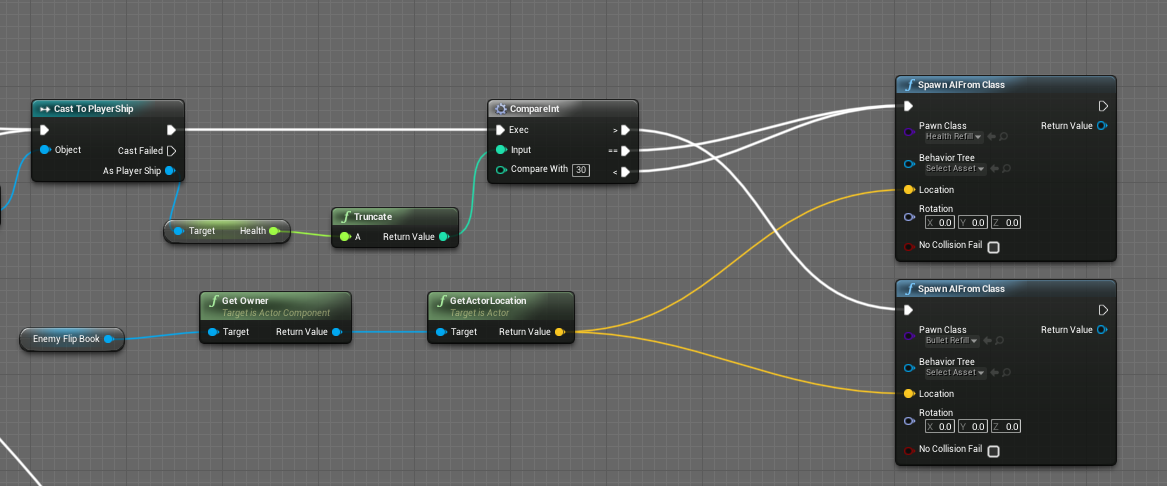 Cast To PlayerShip
Object
Cast Failed
As Player Ship
Target Health
Truncate
A Return Value
CompareInt
Exec >
Input ==
Compare With 30 <
Enemy Flip Book
Get Owner
Target is Actor Component
Target Return Value
GetActorLocation
Target is Actor
Target Return Value
Spawn AIFrom Class
Pawn Class Return Value
Health Refill
Behavior Tree
Select Asset
Location
Rotation
X 0.0 Y 0.0 Z 0.0
No Collision Fail
Spawn AIFrom Class
Pawn Class Return Value
Bullet Refill
Behavior Tree
Select Asset
Location
Rotation
X 0.0 Y 0.0 Z 0.0
No Collision Fail